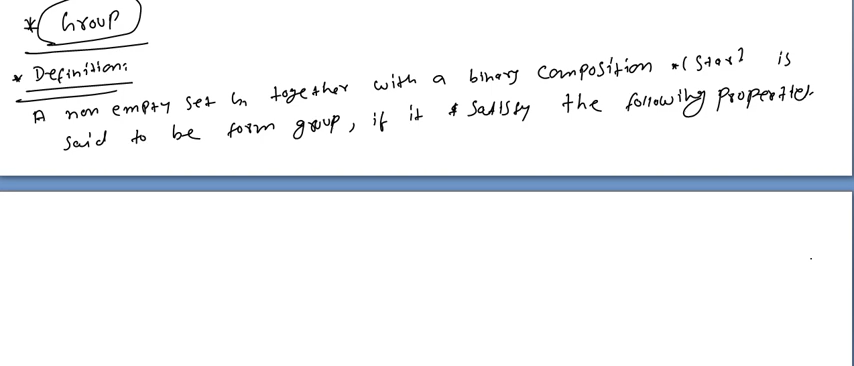 * Group
* Definition:
A non empty set G together with a binary composition *(star) is
said to be form group, if it satisfy the following properties